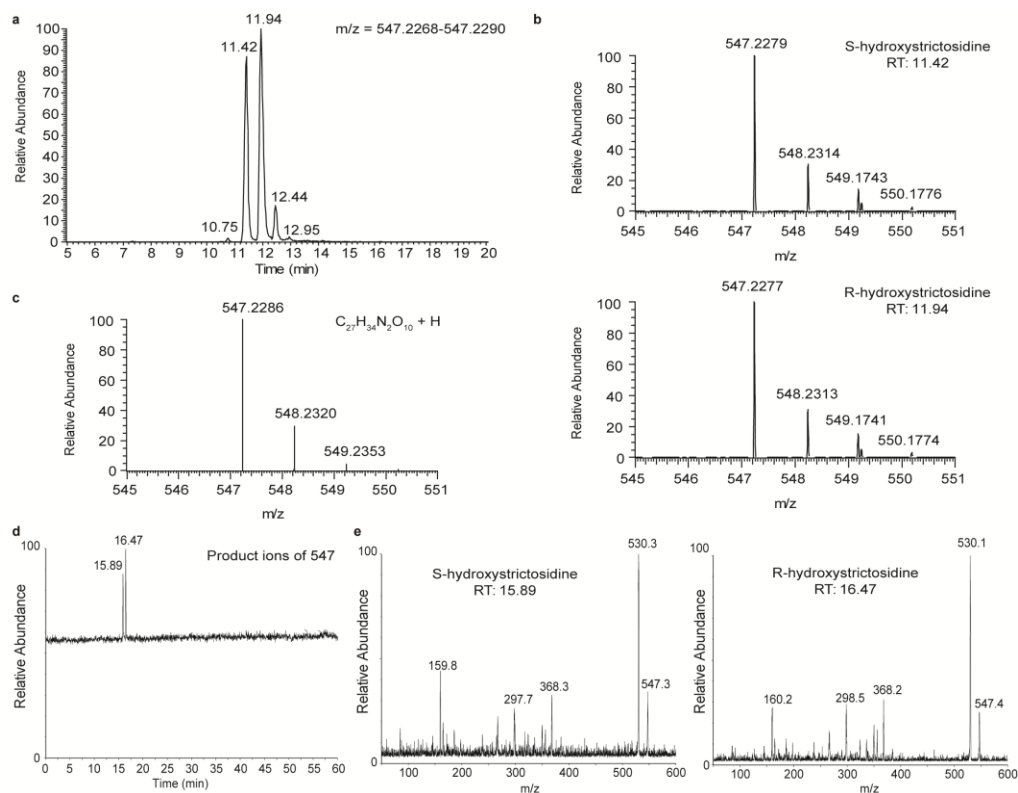 a
m/z = 547.2268-547.2290
11.94
11.42
12.44
10.75
12.95
Relative Abundance
100
90
80
70
60
50
40
30
20
10
0
5 6 7 8 9 10 11 12 13 14 15 16 17 18 19 20
Time (min)
b
S-hydroxystrictosidine
RT: 11.42
547.2279
548.2314
549.1743
550.1776
Relative Abundance
100
80
60
40
20
0
545 546 547 548 549 550 551
m/z
R-hydroxystrictosidine
RT: 11.94
547.2277
548.2313
549.1741
550.1774
Relative Abundance
100
80
60
40
20
0
545 546 547 548 549 550 551
m/z
c
C27H34N2O10 + H
547.2286
548.2320
549.2353
Relative Abundance
100
80
60
40
20
0
545 546 547 548 549 550 551
m/z
d
Product ions of 547
16.47
15.89
Relative Abundance
100
0
0 5 10 15 20 25 30 35 40 45 50 55 60
Time (min)
e
S-hydroxystrictosidine
RT: 15.89
530.3
159.8
297.7
368.3
547.3
Relative Abundance
100
0
100 200 300 400 500 600
m/z
R-hydroxystrictosidine
RT: 16.47
530.1
160.2
298.5
368.2
547.4
Relative Abundance
100
0
100 200 300 400 500 600
m/z